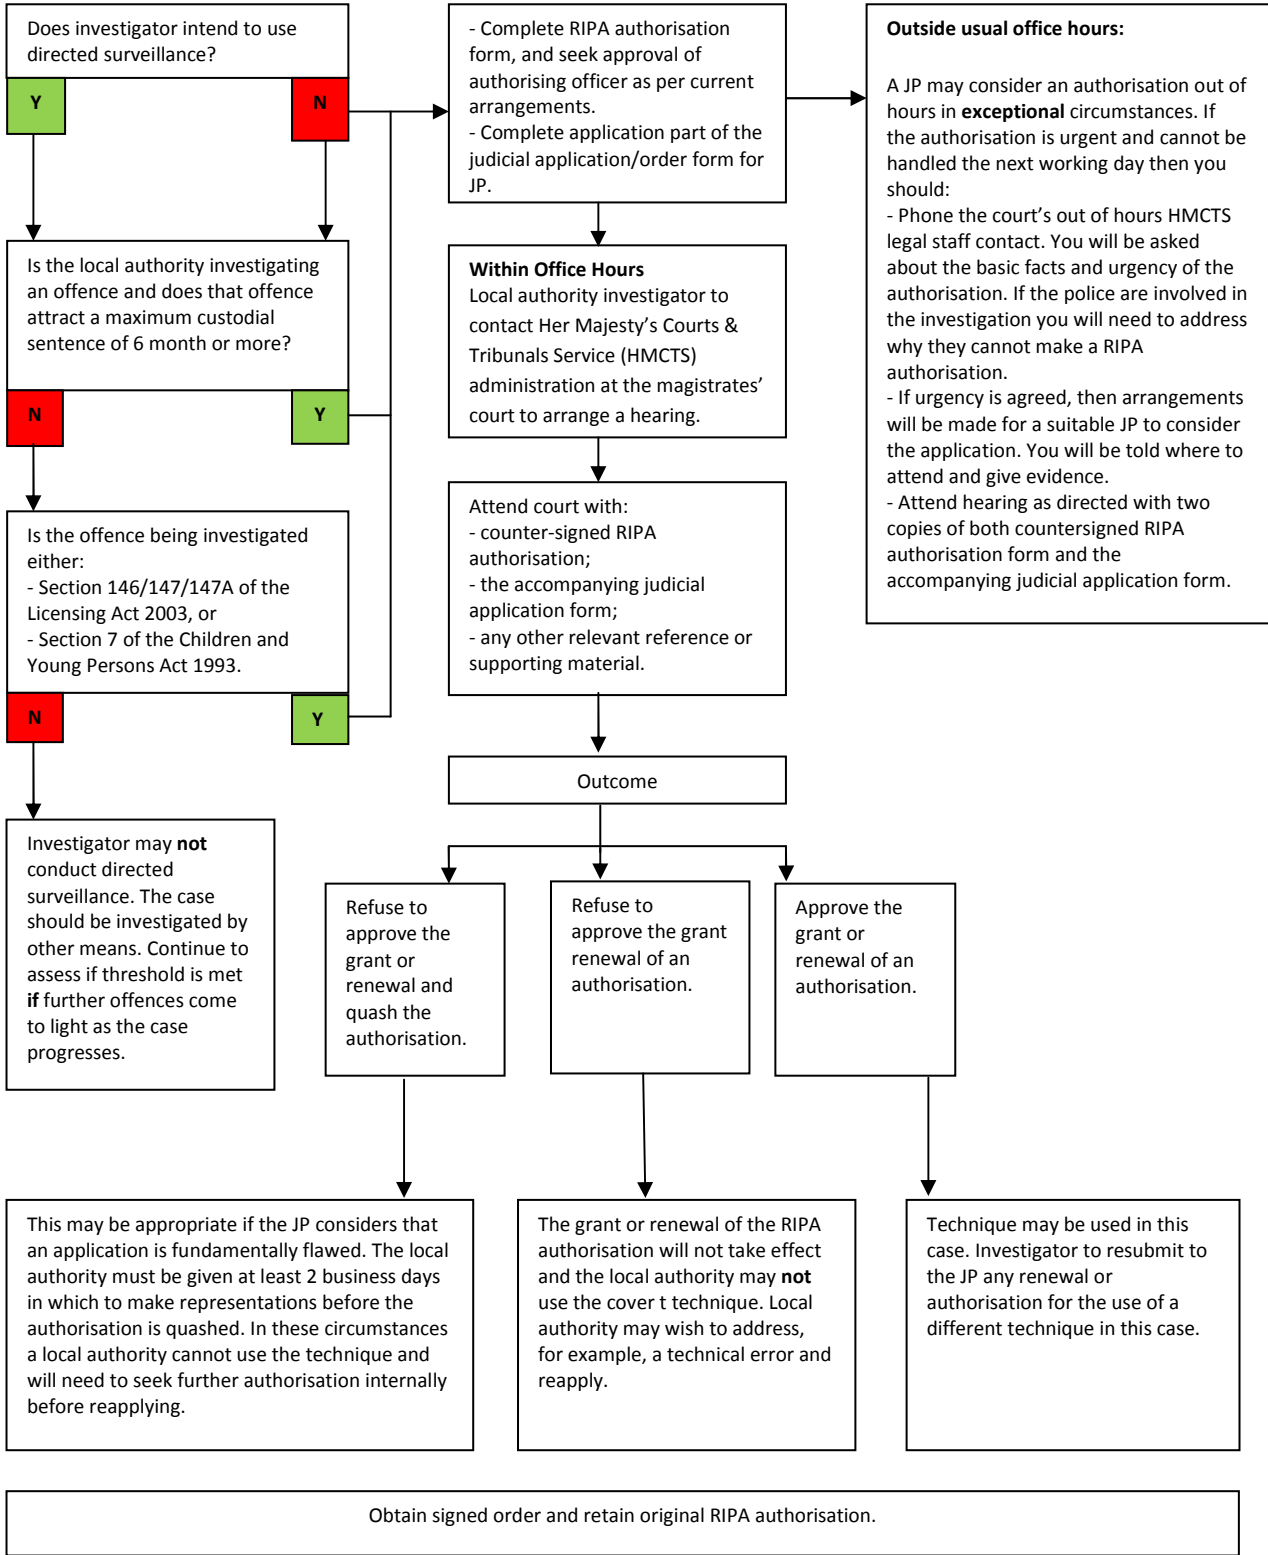 Does investigator intend to use
directed surveillance?
Y
N
Is the local authority investigating
an offence and does that offence
attract a maximum custodial
sentence of 6 month or more?
N
Y
Is the offence being investigated
either:
- Section 146/147/147A of the
Licensing Act 2003, or
- Section 7 of the Children and
Young Persons Act 1993.
N
Y
Investigator may not
conduct directed
surveillance. The case
should be investigated by
other means. Continue to
assess if threshold is met
if further offences come
to light as the case
progresses.
- Complete RIPA authorisation
form, and seek approval of
authorising officer as per current
arrangements.
- Complete application part of the
judicial application/order form for
JP.
Within Office Hours
Local authority investigator to
contact Her Majesty’s Courts &
Tribunals Service (HMCTS)
administration at the magistrates’
court to arrange a hearing.
Attend court with:
- counter-signed RIPA
authorisation;
- the accompanying judicial
application form;
- any other relevant reference or
supporting material.
Outside usual office hours:
A JP may consider an authorisation out of
hours in exceptional circumstances. If
the authorisation is urgent and cannot be
handled the next working day then you
should:
- Phone the court’s out of hours HMCTS
legal staff contact. You will be asked
about the basic facts and urgency of the
authorisation. If the police are involved in
the investigation you will need to address
why they cannot make a RIPA
authorisation.
- If urgency is agreed, then arrangements
will be made for a suitable JP to consider
the application. You will be told where to
attend and give evidence.
- Attend hearing as directed with two
copies of both countersigned RIPA
authorisation form and the
accompanying judicial application form.
Outcome
Refuse to
approve the
grant or
renewal and
quash the
authorisation.
Refuse to
approve the grant
renewal of an
authorisation.
Approve the
grant or
renewal of an
authorisation.
This may be appropriate if the JP considers that
an application is fundamentally flawed. The local
authority must be given at least 2 business days
in which to make representations before the
authorisation is quashed. In these circumstances
a local authority cannot use the technique and
will need to seek further authorisation internally
before reapplying.
The grant or renewal of the RIPA
authorisation will not take effect
and the local authority may not
use the cover t technique. Local
authority may wish to address,
for example, a technical error and
reapply.
Technique may be used in this
case. Investigator to resubmit to
the JP any renewal or
authorisation for the use of a
different technique in this case.
Obtain signed order and retain original RIPA authorisation.